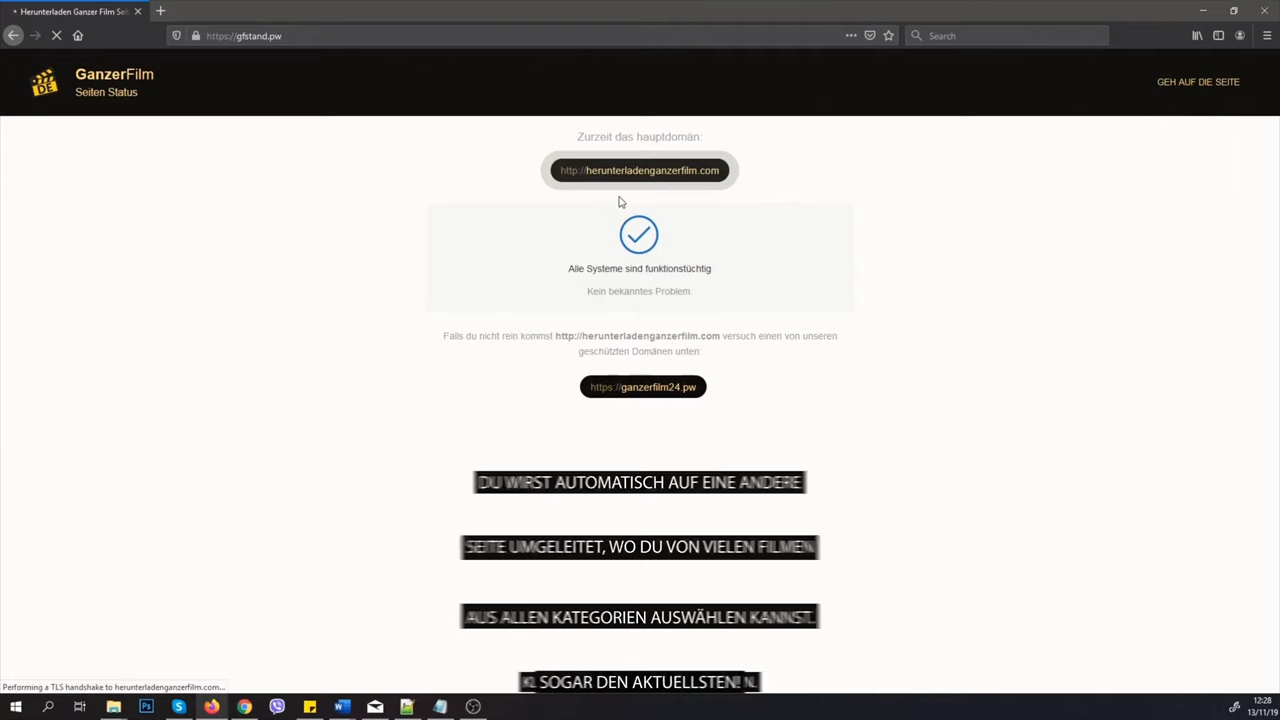 Herunterladen Ganzer Film Seit
https://gfstand.pw
Search
DE
GanzerFilm
Seiten Status
GEH AUF DIE SEITE
Zurzeit das hauptdomän:
http://herunterladenganzerfilm.com
Alle Systeme sind funktionstüchtig
Kein bekanntes Problem.
Falls du nicht rein kommst http://herunterladenganzerfilm.com versuch einen von unseren
geschützten Domänen unten:
https://ganzerfilm24.pw
DU WIRST AUTOMATISCH AUF EINE ANDERE
SEITE UMGELEITET, WO DU VON VIELEN FILMEN
AUS ALLEN KATEGORIEN AUSWÄHLEN KANNST.
SOGAR DEN AKTUELLSTEN!
Performing a TLS handshake to herunterladenganzerfilm.com...
12:28
13/11/19